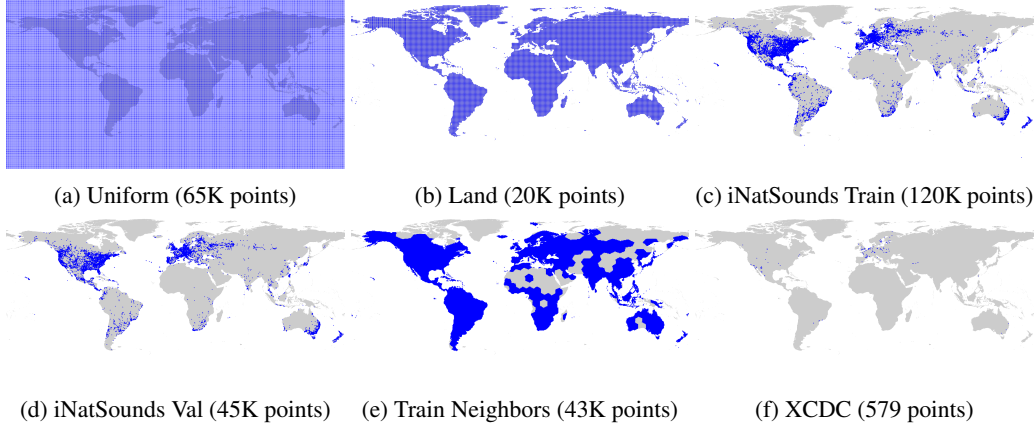 (a) Uniform (65K points)
(b) Land (20K points)
(c) iNatSounds Train (120K points)
(d) iNatSounds Val (45K points)
(e) Train Neighbors (43K points)
(f) XCDC (579 points)